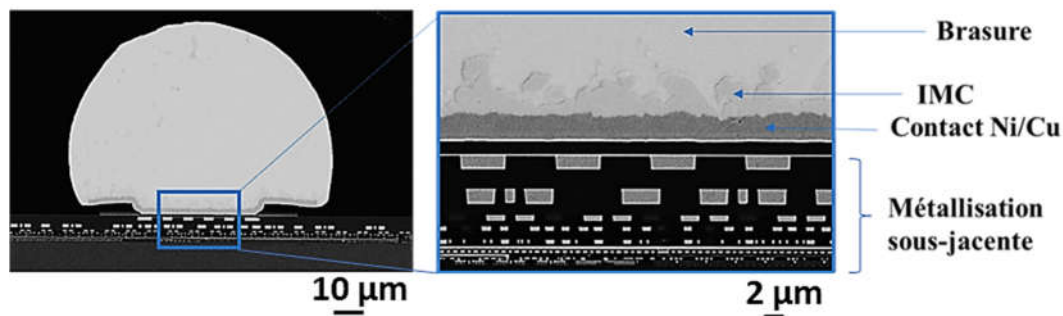 Brasure
IMC
Contact Ni/Cu
Métallisation
sous-jacente
10 µm
2 µm